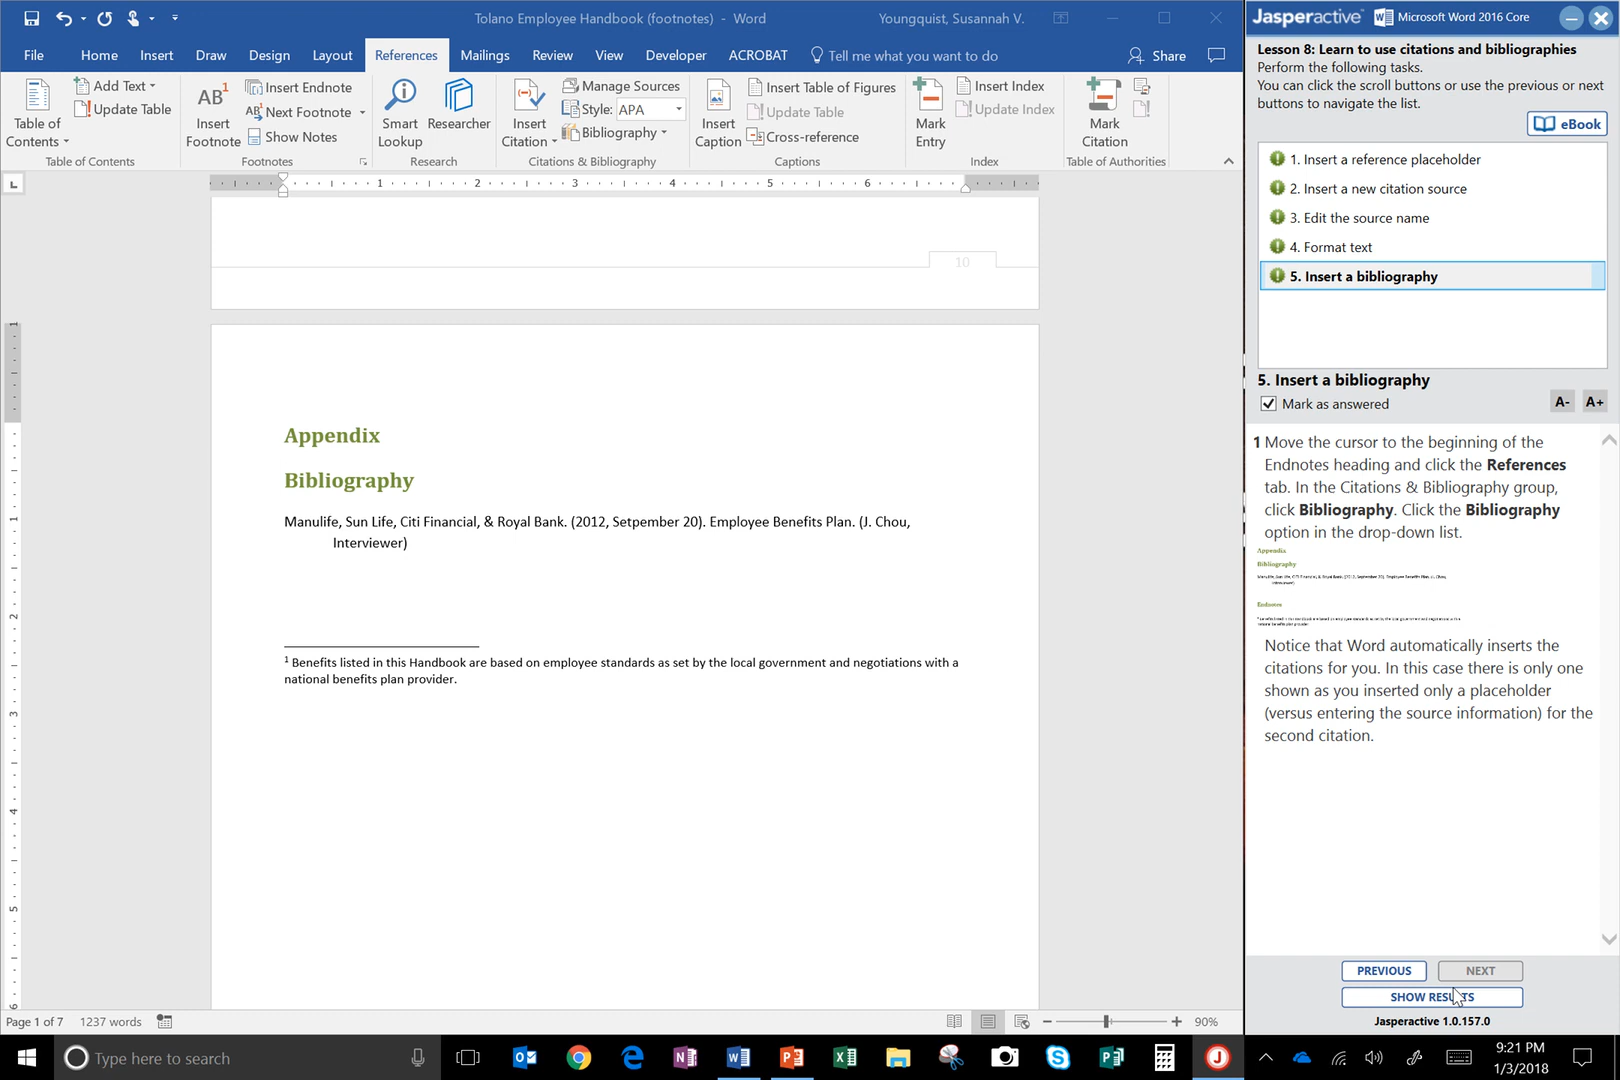 Tolano Employee Handbook (footnotes) - Word
Youngquist, Susannah V.
File Home Insert Draw Design Layout References Mailings Review View Developer ACROBAT Tell me what you want to do Share
Table of Contents
Add Text
Update Table
Table of Contents
AB1
Insert Footnote
Insert Endnote
Next Footnote
Show Notes
Footnotes
Smart Lookup
Researcher
Research
Insert Citation
Manage Sources
Style: APA
Bibliography
Citations & Bibliography
Insert Caption
Insert Table of Figures
Update Table
Cross-reference
Captions
Mark Entry
Insert Index
Update Index
Index
Mark Citation
Table of Authorities
1 2 3 4 5 6
10
Appendix
Bibliography
Manulife, Sun Life, Citi Financial, & Royal Bank. (2012, Setpember 20). Employee Benefits Plan. (J. Chou,
Interviewer)
1 Benefits listed in this Handbook are based on employee standards as set by the local government and negotiations with a
national benefits plan provider.
Page 1 of 7 1237 words
90%
Jasperactive Microsoft Word 2016 Core
Lesson 8: Learn to use citations and bibliographies
Perform the following tasks.
You can click the scroll buttons or use the previous or next
buttons to navigate the list.
eBook
1. Insert a reference placeholder
2. Insert a new citation source
3. Edit the source name
4. Format text
5. Insert a bibliography
5. Insert a bibliography
Mark as answered
A- A+
1 Move the cursor to the beginning of the
Endnotes heading and click the References
tab. In the Citations & Bibliography group,
click Bibliography. Click the Bibliography
option in the drop-down list.
Appendix
Bibliography
Endnotes
Notice that Word automatically inserts the
citations for you. In this case there is only one
shown as you inserted only a placeholder
(versus entering the source information) for the
second citation.
PREVIOUS NEXT
SHOW RESULTS
Jasperactive 1.0.157.0
Type here to search
9:21 PM
1/3/2018